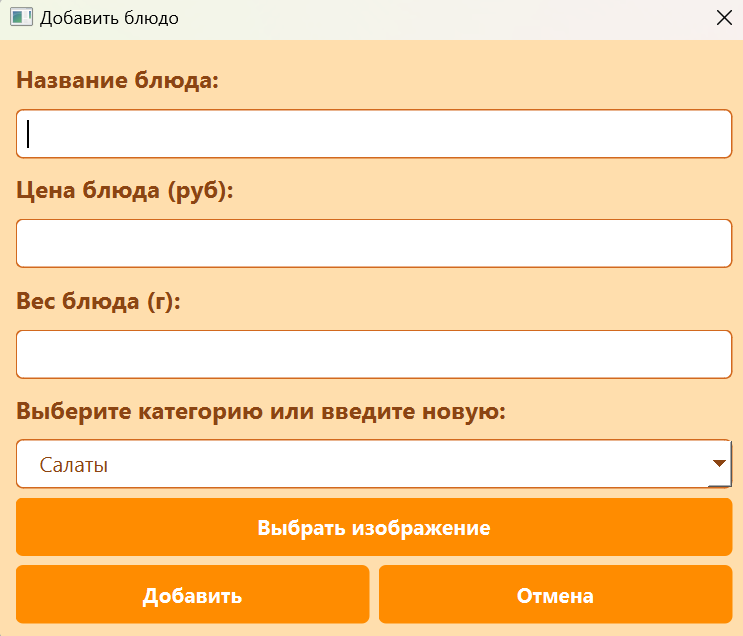 Добавить блюдо
Название блюда:
Цена блюда (руб):
Вес блюда (г):
Выберите категорию или введите новую:
Салаты
Выбрать изображение
Добавить
Отмена